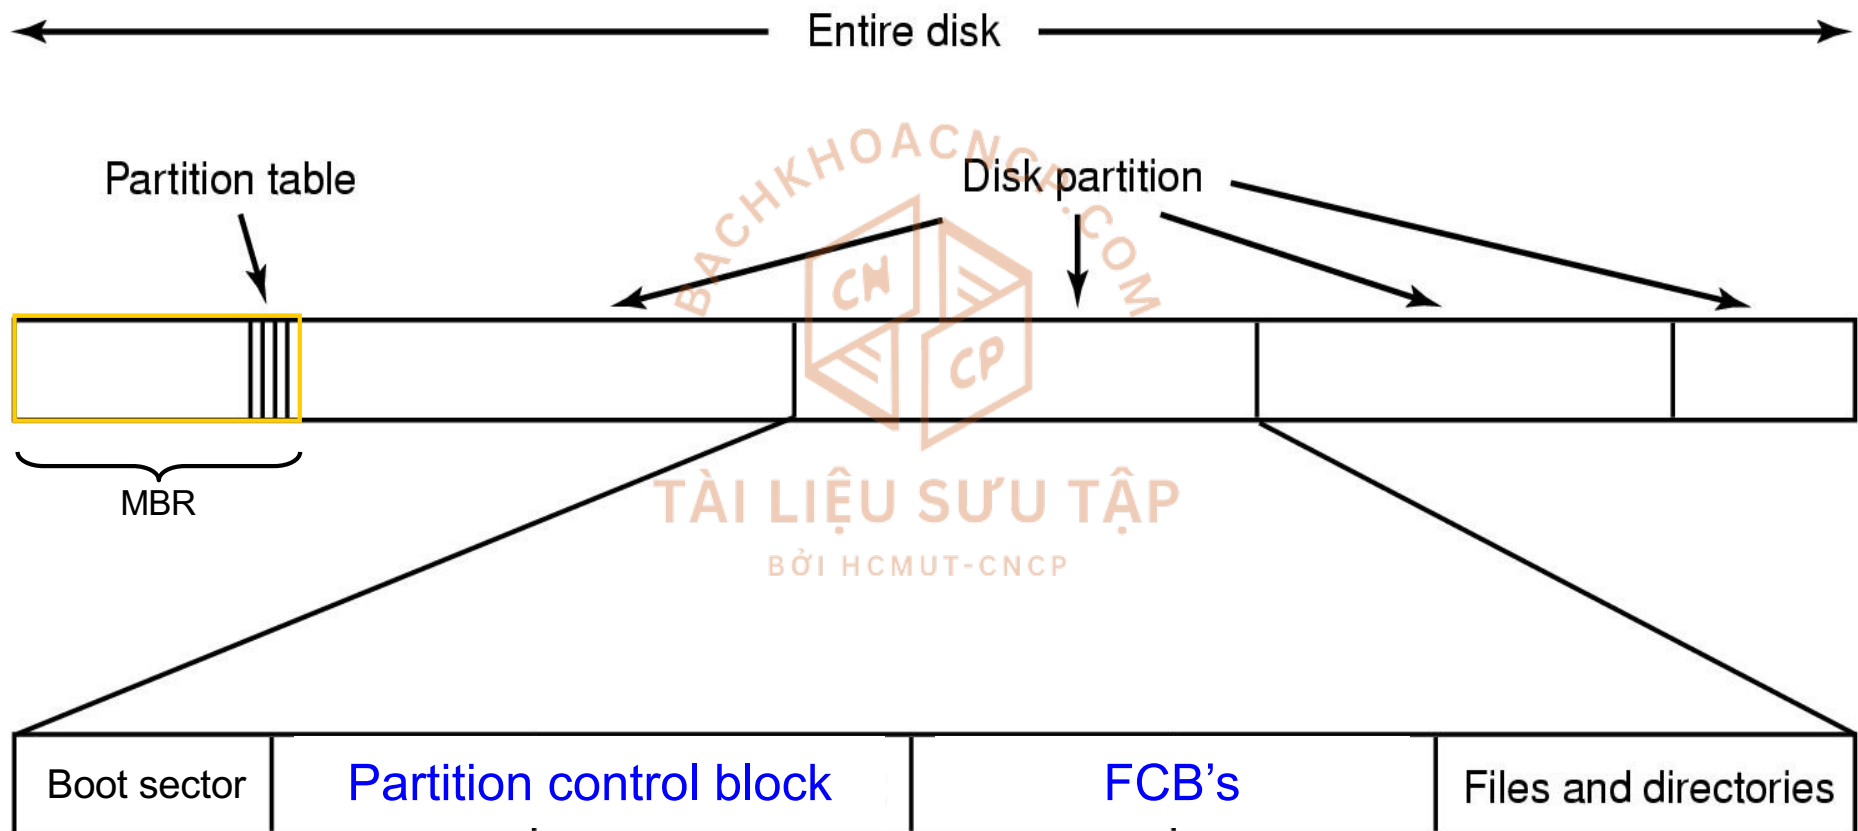 Entire disk
BACHKHOACNCP.COM
Partition table
Disk partition
CN
CP
MBR
TÀI LIỆU SƯU TẬP
BỞI HCMUT-CNCP
Boot sector
Partition control block
FCB’s
Files and directories